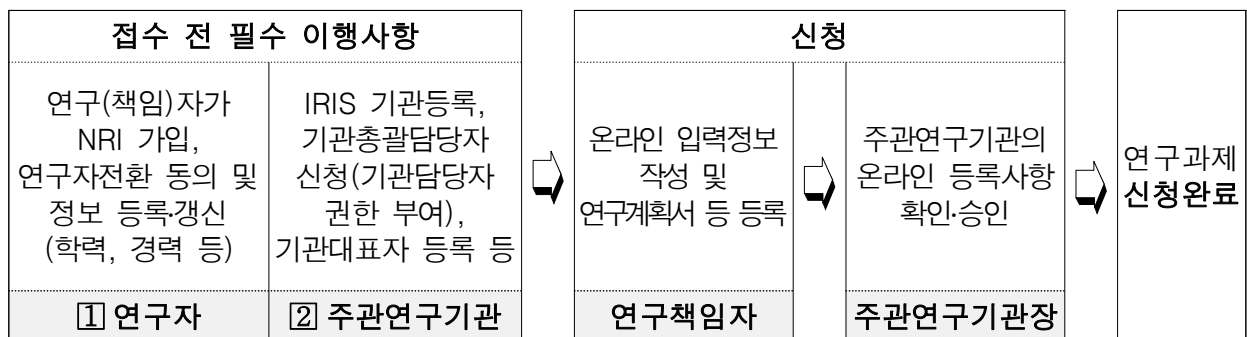 접수 전 필수 이행사항
연구(책임)자가
NRI 가입,
연구자전환 동의 및
정보 등록·갱신
(학력, 경력 등)
1 연구자
IRIS 기관등록,
기관총괄담당자
신청(기관담당자
권한 부여),
기관대표자 등록 등
2 주관연구기관
신청
온라인 입력정보
작성 및
연구계획서 등 등록
연구책임자
주관연구기관의
온라인 등록사항
확인·승인
주관연구기관장
연구과제
신청완료